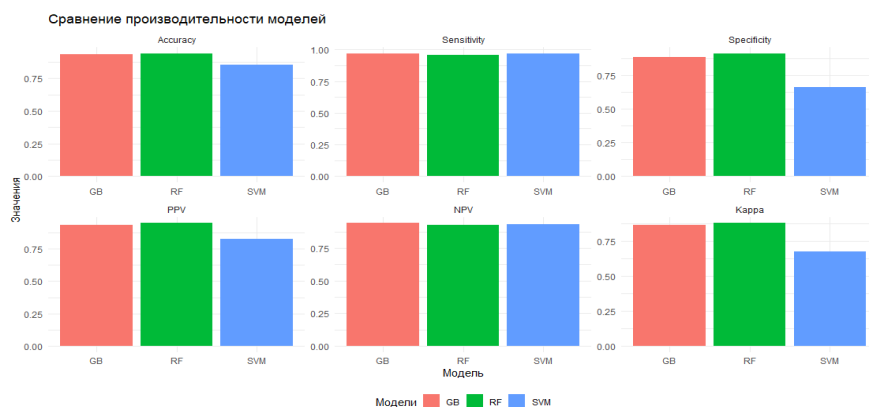 Сравнение производительности моделей
Accuracy
Sensitivity
Specificity
0.00
0.25
0.50
0.75
0.00
0.25
0.50
0.75
1.00
0.00
0.25
0.50
0.75
GB RF SVM
GB RF SVM
GB RF SVM
Значения
PPV
NPV
Kappa
0.00
0.25
0.50
0.75
0.00
0.25
0.50
0.75
0.00
0.25
0.50
0.75
GB RF SVM
GB RF SVM
GB RF SVM
Модель
Модели GB RF SVM